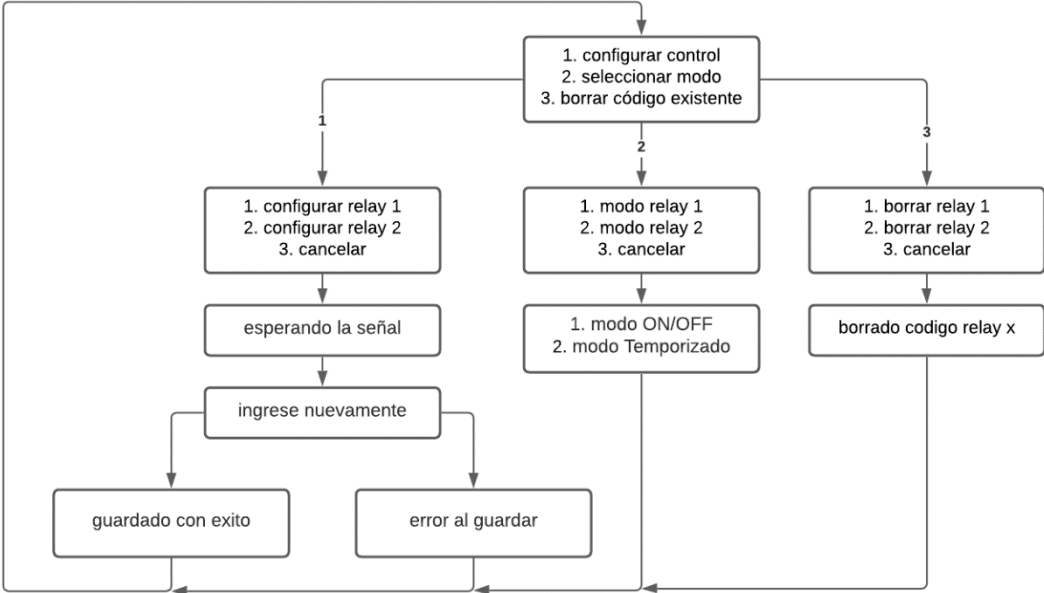 1. configurar control
2. seleccionar modo
3. borrar código existente
1
2
3
1. configurar relay 1
2. configurar relay 2
3. cancelar
1. modo relay 1
2. modo relay 2
3. cancelar
1. borrar relay 1
2. borrar relay 2
3. cancelar
esperando la señal
1. modo ON/OFF
2. modo Temporizado
borrado codigo relay x
ingrese nuevamente
guardado con exito
error al guardar